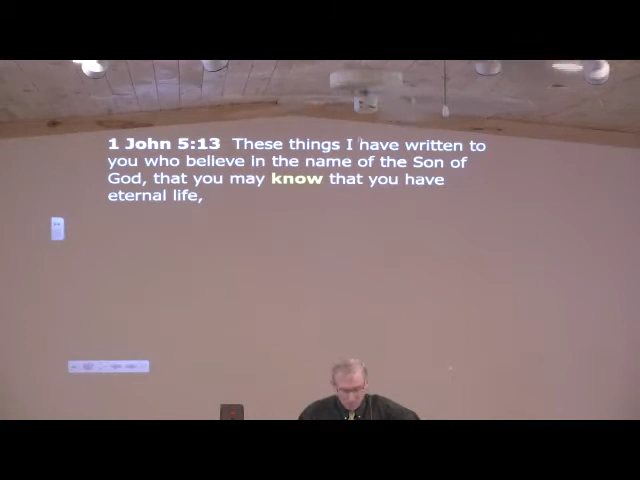 1 John 5:13 These things I have written to
you who believe in the name of the Son of
God, that you may know that you have
eternal life,